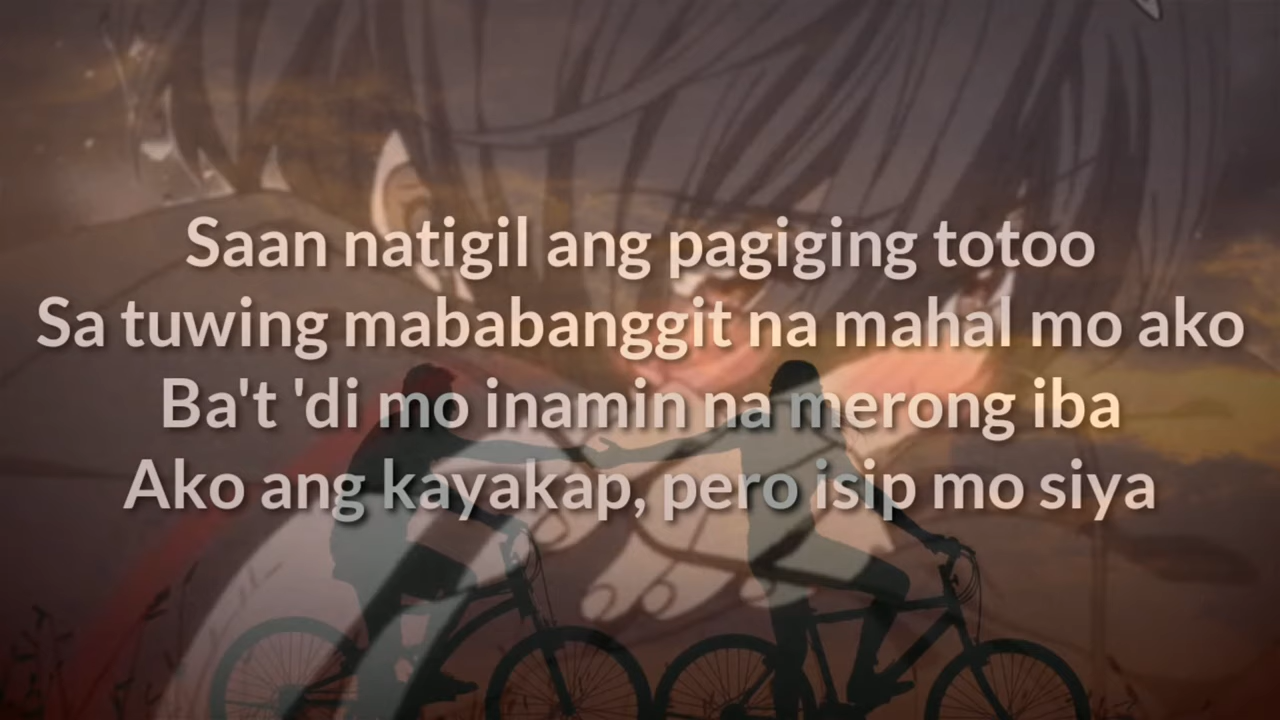 Saan natigil ang pagiging totoo
Sa tuwing mababanggit na mahal mo ako
Ba't 'di mo inamin na merong iba
Ako ang kayakap, pero isip mo siya